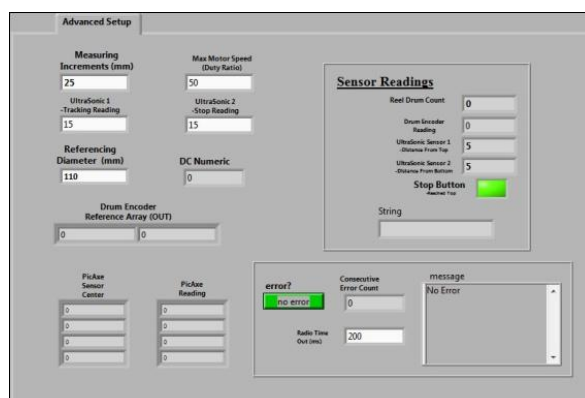 Advanced Setup
Measuring
Increments (mm)
25
Max Motor Speed
(Duty Ratio)
50
UltraSonic 1
-Tracking Reading
15
UltraSonic 2
-Stop Reading
15
Referencing
Diameter (mm)
110
DC Numeric
0
Drum Encoder
Reference Array (OUT)
0
0
PicAxe
Sensor
Center
0
0
0
0
PicAxe
Reading
0
0
0
0
Sensor Readings
Reel Drum Count
0
Drum Encoder
Reading
0
UltraSonic Sensor 1
-Distance From Top
5
UltraSonic Sensor 2
-Distance From Bottom
5
Stop Button
-Reached Top
String
error?
no error
Consecutive
Error Count
0
Radio Time
Out (ms)
200
message
No Error